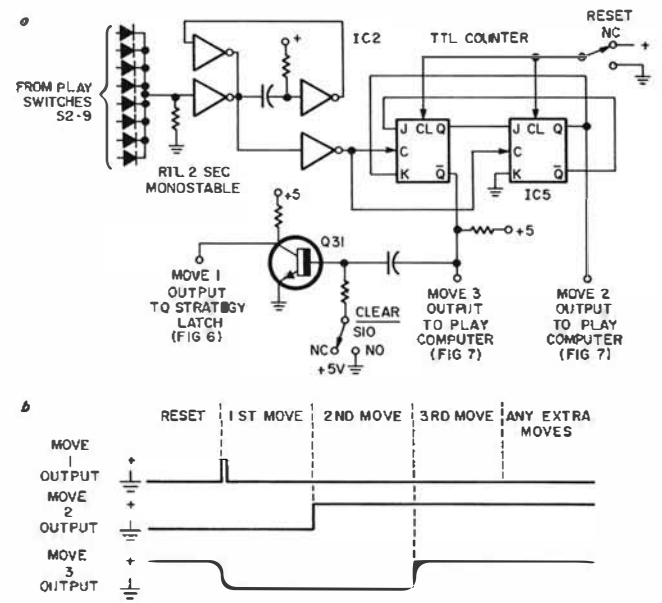 a
RESET
NC
+
+
IC2
TTL COUNTER
FROM PLAY
SWITCHES
S2-9
J CL Q
C
K Q
J CL Q
C
K Q
RTL 2 SEC
MONOSTABLE
IC5
+5
+5
Q31
MOVE 1
OUTPUT
TO STRATEGY
LATCH
(FIG 6)
CLEAR
S10
NC
NO
+5V
MOVE 3
OUTPUT
TO PLAY
COMPUTER
(FIG 7)
MOVE 2
OUTPUT
TO PLAY
COMPUTER
(FIG 7)
b
RESET
1 ST MOVE
2ND MOVE
3RD MOVE
ANY EXTRA
MOVES
MOVE
1
OUTPUT
+
MOVE
2
OUTPUT
+
MOVE
3
OUTPUT
+